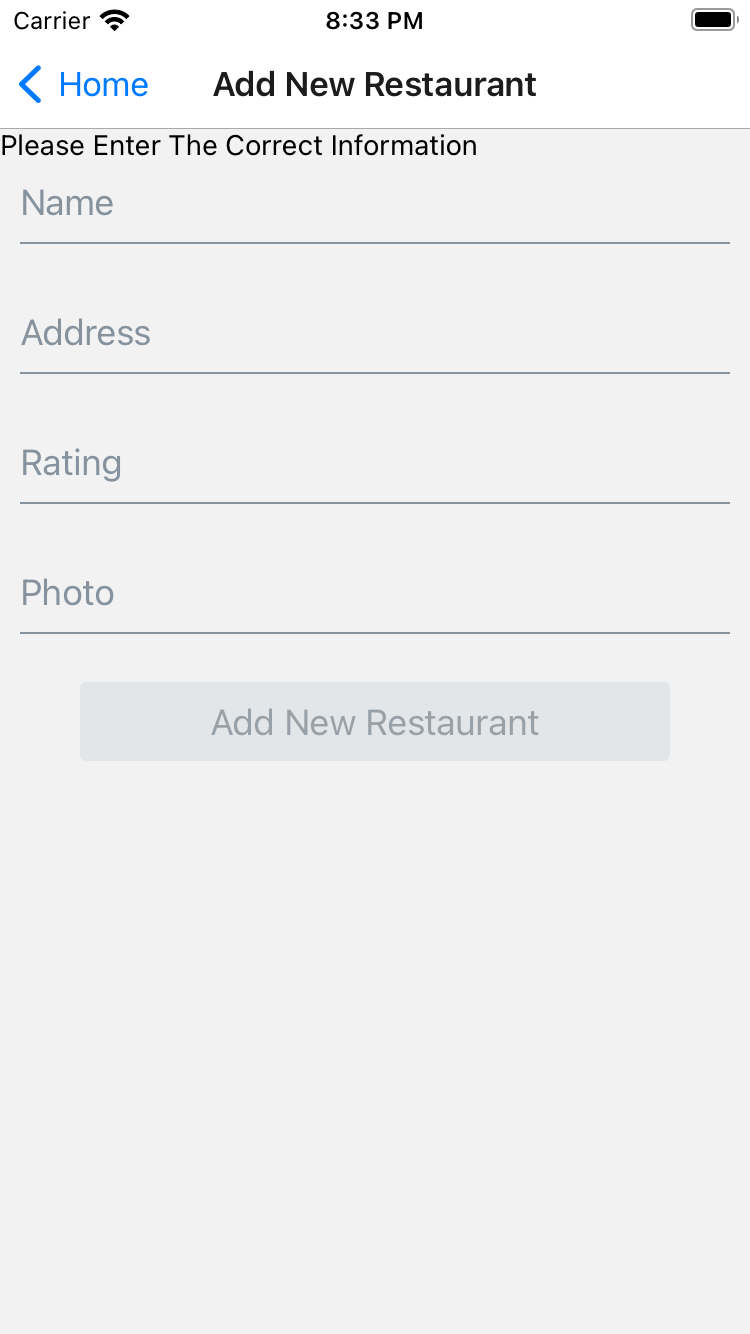 Carrier 8:33 PM
Home Add New Restaurant
Please Enter The Correct Information
Name
Address
Rating
Photo
Add New Restaurant